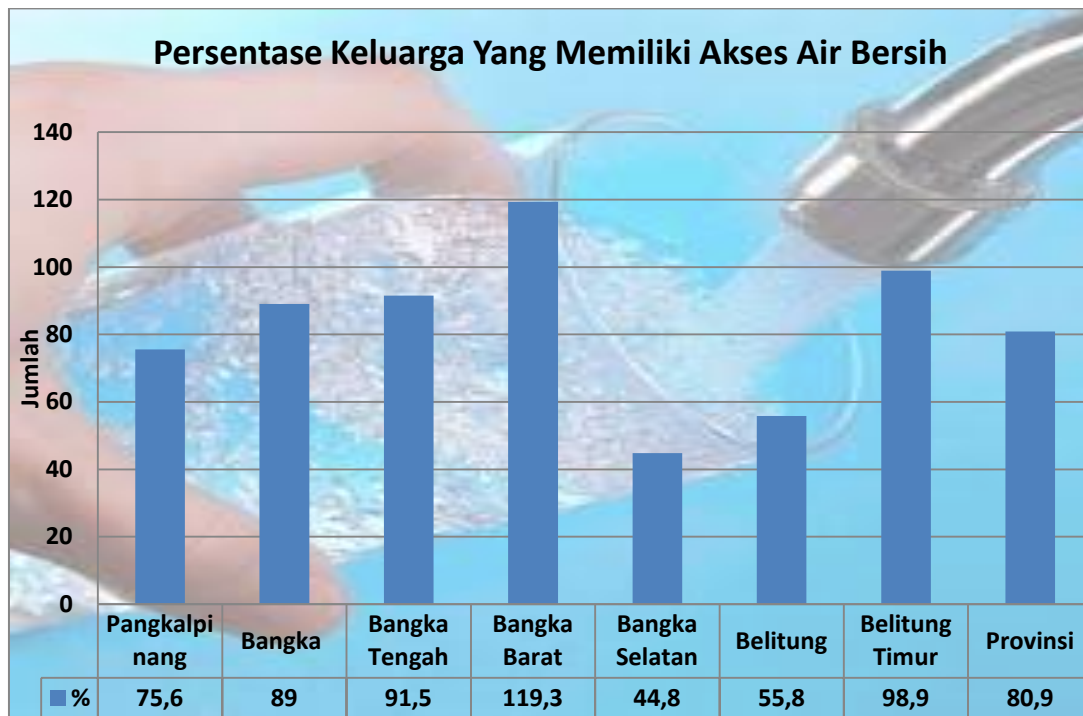 Persentase Keluarga Yang Memiliki Akses Air Bersih
140
120
100
80
60
40
20
0
Jumlah
Pangkalpi
nang
Bangka
Bangka
Tengah
Bangka
Barat
Bangka
Selatan
Belitung
Belitung
Timur
Provinsi
% 75,6 89 91,5 119,3 44,8 55,8 98,9 80,9